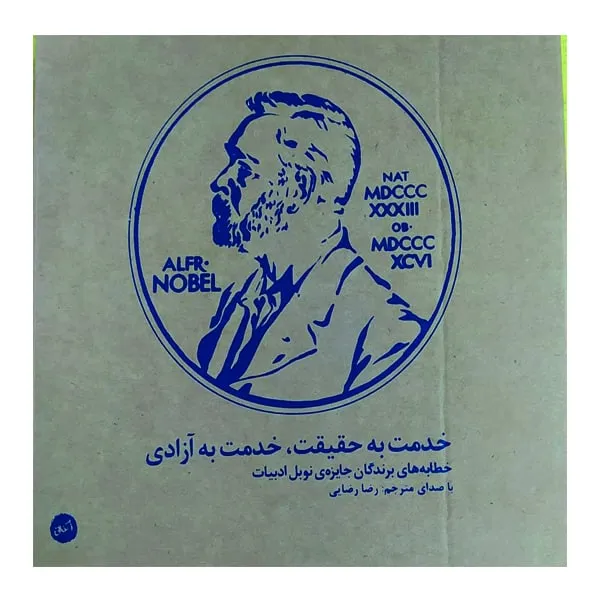 ALFR·
NOBEL
NAT
MDCCC
XXXIII
OB·
MDCCC
XCVI
خدمت به حقیقت، خدمت به آزادی
خطابه‌های برندگان جایزه‌ی نوبل ادبیات
با صدای مترجم: رضا رضایی